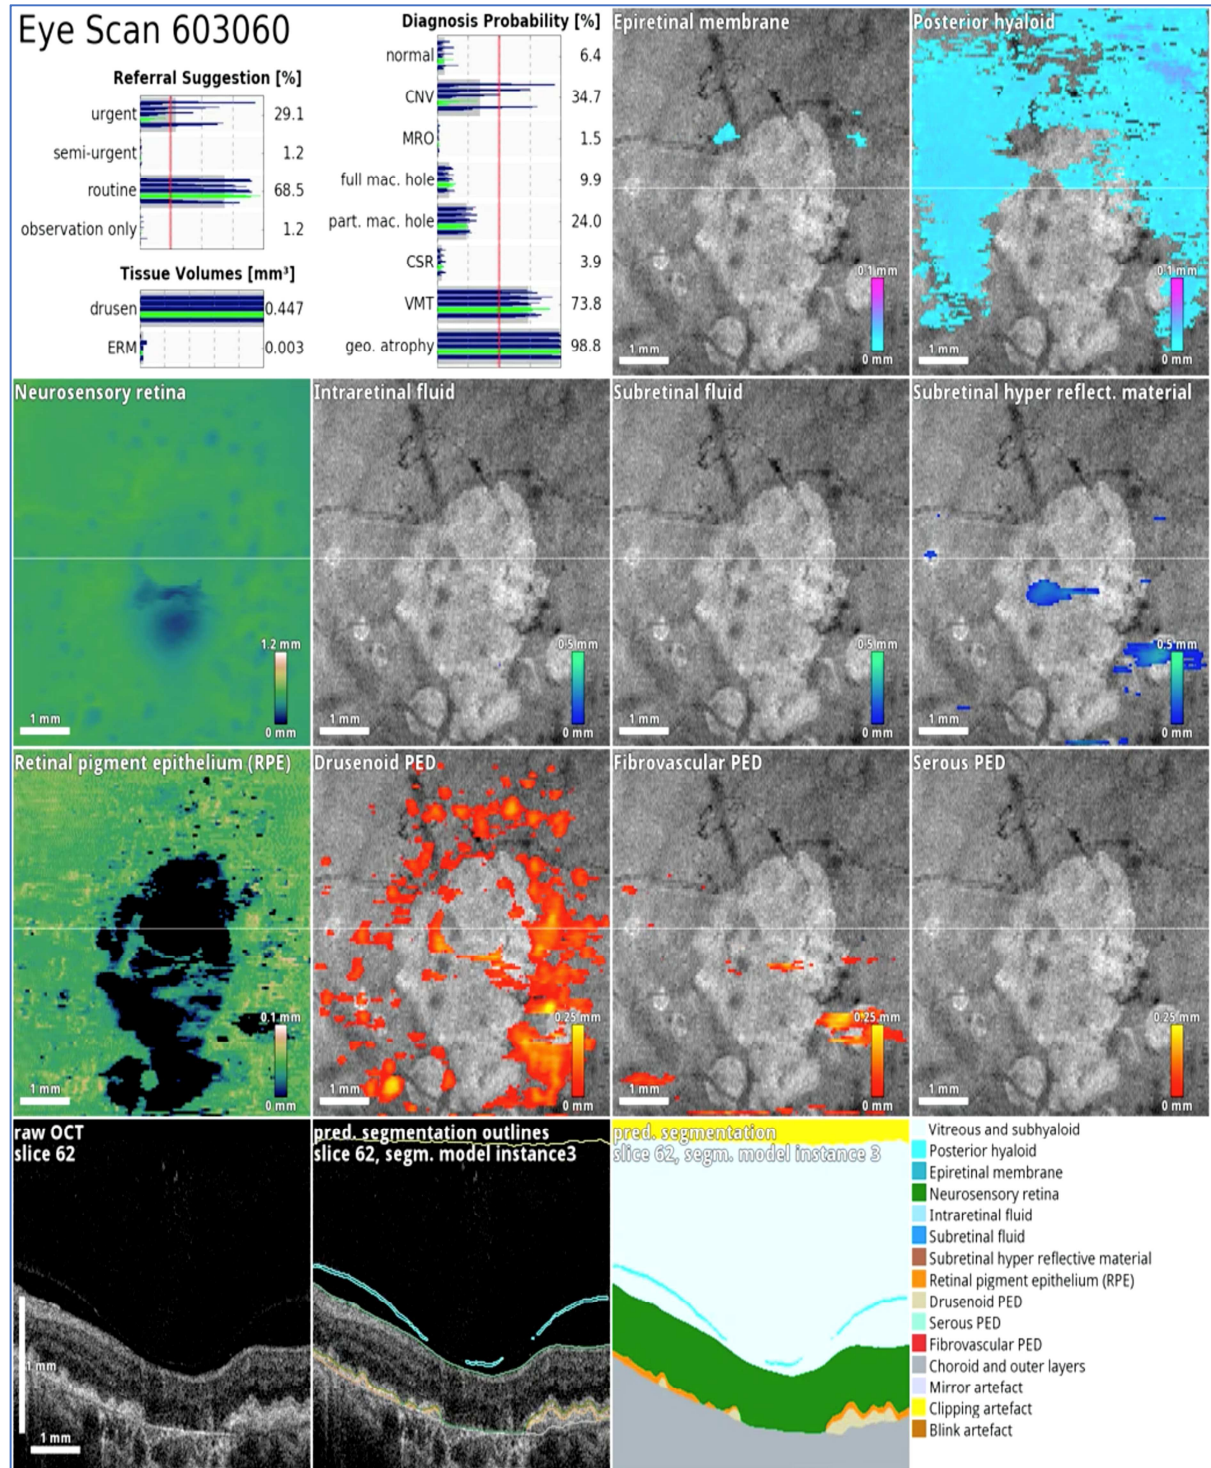 Eye Scan 603060
Referral Suggestion [%]
urgent 29.1
semi-urgent 1.2
routine 68.5
observation only 1.2
Tissue Volumes [mm³]
drusen 0.447
ERM 0.003
Diagnosis Probability [%]
normal 6.4
CNV 34.7
MRO 1.5
full mac. hole 9.9
part. mac. hole 24.0
CSR 3.9
VMT 73.8
geo. atrophy 98.8
Epiretinal membrane
0.1 mm
1 mm
0 mm
Posterior hyaloid
0.1 mm
1 mm
0 mm
Neurosensory retina
1.2 mm
1 mm
0 mm
Intraretinal fluid
0.5 mm
1 mm
0 mm
Subretinal fluid
0.5 mm
1 mm
0 mm
Subretinal hyper reflect. material
0.5 mm
1 mm
0 mm
Retinal pigment epithelium (RPE)
0.1 mm
1 mm
0 mm
Drusenoid PED
0.25 mm
1 mm
0 mm
Fibrovascular PED
0.25 mm
1 mm
0 mm
Serous PED
0.25 mm
1 mm
0 mm
raw OCT
slice 62
1 mm
1 mm
pred. segmentation outlines
slice 62, segm. model instance3
pred. segmentation
slice 62, segm. model instance 3
Vitreous and subhyaloid
Posterior hyaloid
Epiretinal membrane
Neurosensory retina
Intraretinal fluid
Subretinal fluid
Subretinal hyper reflective material
Retinal pigment epithelium (RPE)
Drusenoid PED
Serous PED
Fibrovascular PED
Choroid and outer layers
Mirror artefact
Clipping artefact
Blink artefact